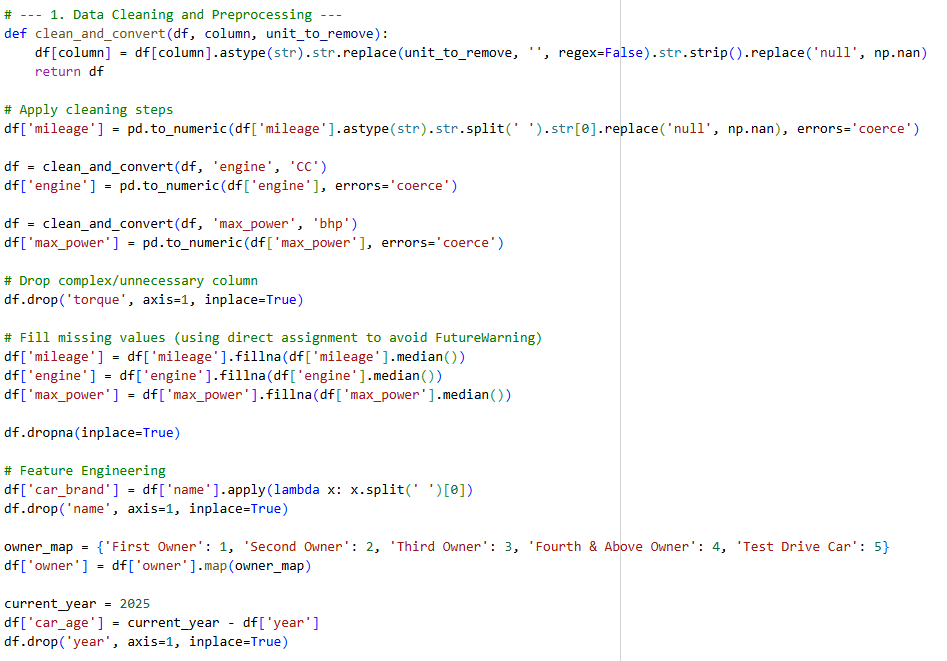 # --- 1. Data Cleaning and Preprocessing ---
def clean_and_convert(df, column, unit_to_remove):
    df[column] = df[column].astype(str).str.replace(unit_to_remove, '', regex=False).str.strip().replace('null', np.nan)
    return df

# Apply cleaning steps
df['mileage'] = pd.to_numeric(df['mileage'].astype(str).str.split(' ').str[0].replace('null', np.nan), errors='coerce')

df = clean_and_convert(df, 'engine', 'CC')
df['engine'] = pd.to_numeric(df['engine'], errors='coerce')

df = clean_and_convert(df, 'max_power', 'bhp')
df['max_power'] = pd.to_numeric(df['max_power'], errors='coerce')

# Drop complex/unnecessary column
df.drop('torque', axis=1, inplace=True)

# Fill missing values (using direct assignment to avoid FutureWarning)
df['mileage'] = df['mileage'].fillna(df['mileage'].median())
df['engine'] = df['engine'].fillna(df['engine'].median())
df['max_power'] = df['max_power'].fillna(df['max_power'].median())

df.dropna(inplace=True)

# Feature Engineering
df['car_brand'] = df['name'].apply(lambda x: x.split(' ')[0])
df.drop('name', axis=1, inplace=True)

owner_map = {'First Owner': 1, 'Second Owner': 2, 'Third Owner': 3, 'Fourth & Above Owner': 4, 'Test Drive Car': 5}
df['owner'] = df['owner'].map(owner_map)

current_year = 2025
df['car_age'] = current_year - df['year']
df.drop('year', axis=1, inplace=True)